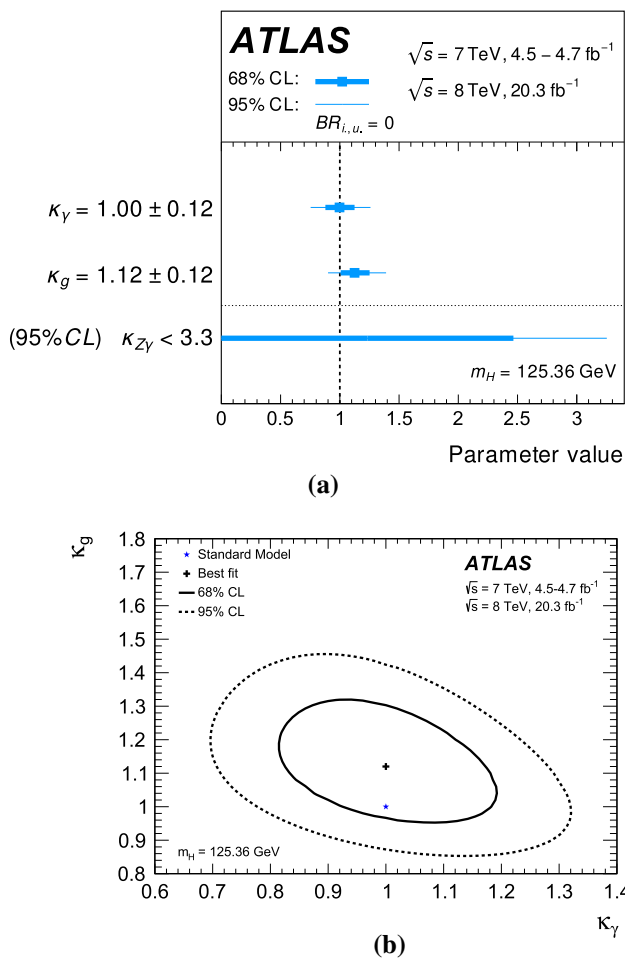 ATLAS
√s = 7 TeV, 4.5 – 4.7 fb⁻¹
68% CL:
√s = 8 TeV, 20.3 fb⁻¹
95% CL:
BRi.,u. = 0
κγ = 1.00 ± 0.12
κg = 1.12 ± 0.12
(95% CL) κZγ < 3.3
mH = 125.36 GeV
0 0.5 1 1.5 2 2.5 3
Parameter value
(a)
κg
1.8
1.7
1.6
1.5
1.4
1.3
1.2
1.1
1
0.9
0.8
Standard Model
Best fit
68% CL
95% CL
ATLAS
√s = 7 TeV, 4.5-4.7 fb⁻¹
√s = 8 TeV, 20.3 fb⁻¹
mH = 125.36 GeV
0.6 0.7 0.8 0.9 1 1.1 1.2 1.3 1.4
κγ
(b)